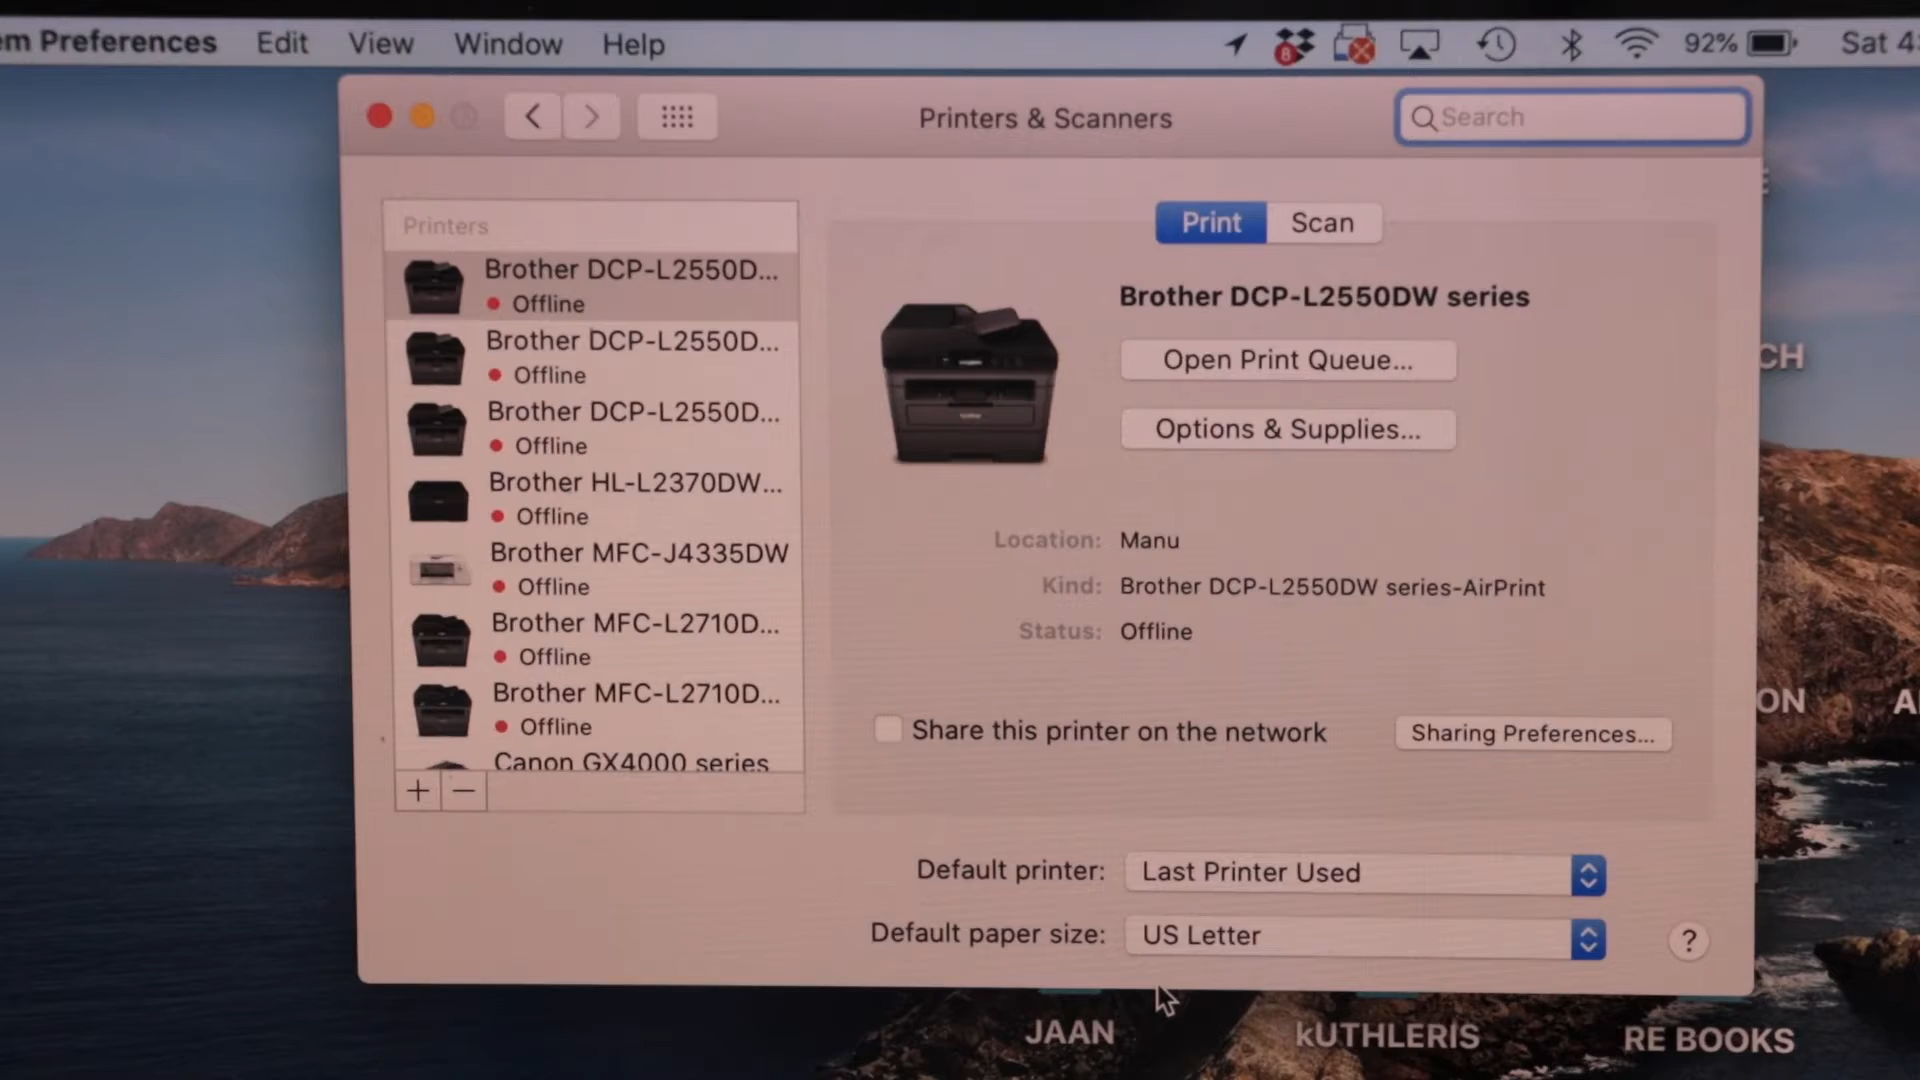 em Preferences Edit View Window Help 8 92% Sat 4
Printers & Scanners
Search
Printers
Brother DCP-L2550D...
Offline
Brother DCP-L2550D...
Offline
Brother DCP-L2550D...
Offline
Brother HL-L2370DW...
Offline
Brother MFC-J4335DW
Offline
Brother MFC-L2710D...
Offline
Brother MFC-L2710D...
Offline
Canon GX4000 series
+ −
Print Scan
Brother DCP-L2550DW series
Open Print Queue...
Options & Supplies...
Location: Manu
Kind: Brother DCP-L2550DW series-AirPrint
Status: Offline
Share this printer on the network
Sharing Preferences...
Default printer: Last Printer Used
Default paper size: US Letter
?
CH
ON
A
JAAN
kUTHLERIS
RE BOOKS